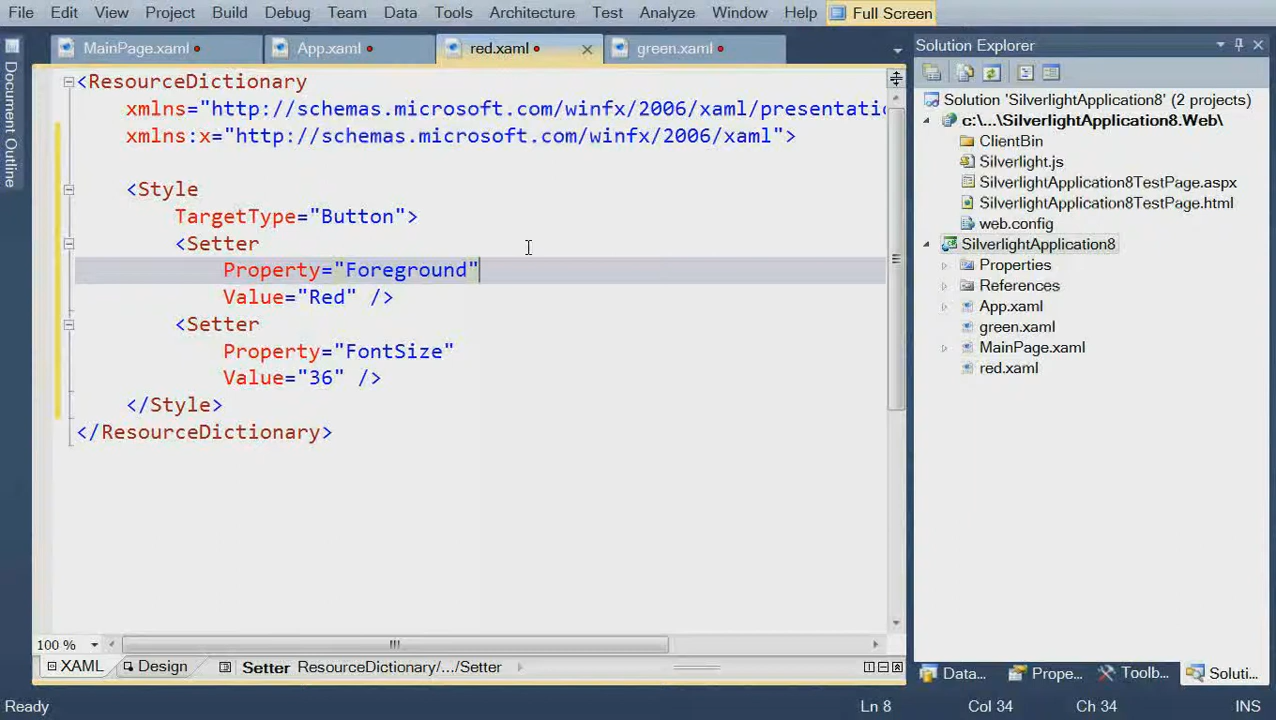 File Edit View Project Build Debug Team Data Tools Architecture Test Analyze Window Help Full Screen
MainPage.xaml App.xaml red.xaml green.xaml
Document Outline
<ResourceDictionary
xmlns="http://schemas.microsoft.com/winfx/2006/xaml/presentatio
xmlns:x="http://schemas.microsoft.com/winfx/2006/xaml">
<Style
TargetType="Button">
<Setter
Property="Foreground"
Value="Red" />
<Setter
Property="FontSize"
Value="36" />
</Style>
</ResourceDictionary>
100 %
XAML Design Setter ResourceDictionary/.../Setter
Solution Explorer
Solution 'SilverlightApplication8' (2 projects)
c:\...\SilverlightApplication8.Web\
ClientBin
Silverlight.js
SilverlightApplication8TestPage.aspx
SilverlightApplication8TestPage.html
web.config
SilverlightApplication8
Properties
References
App.xaml
green.xaml
MainPage.xaml
red.xaml
Data... Prope... Toolb... Soluti...
Ready Ln 8 Col 34 Ch 34 INS